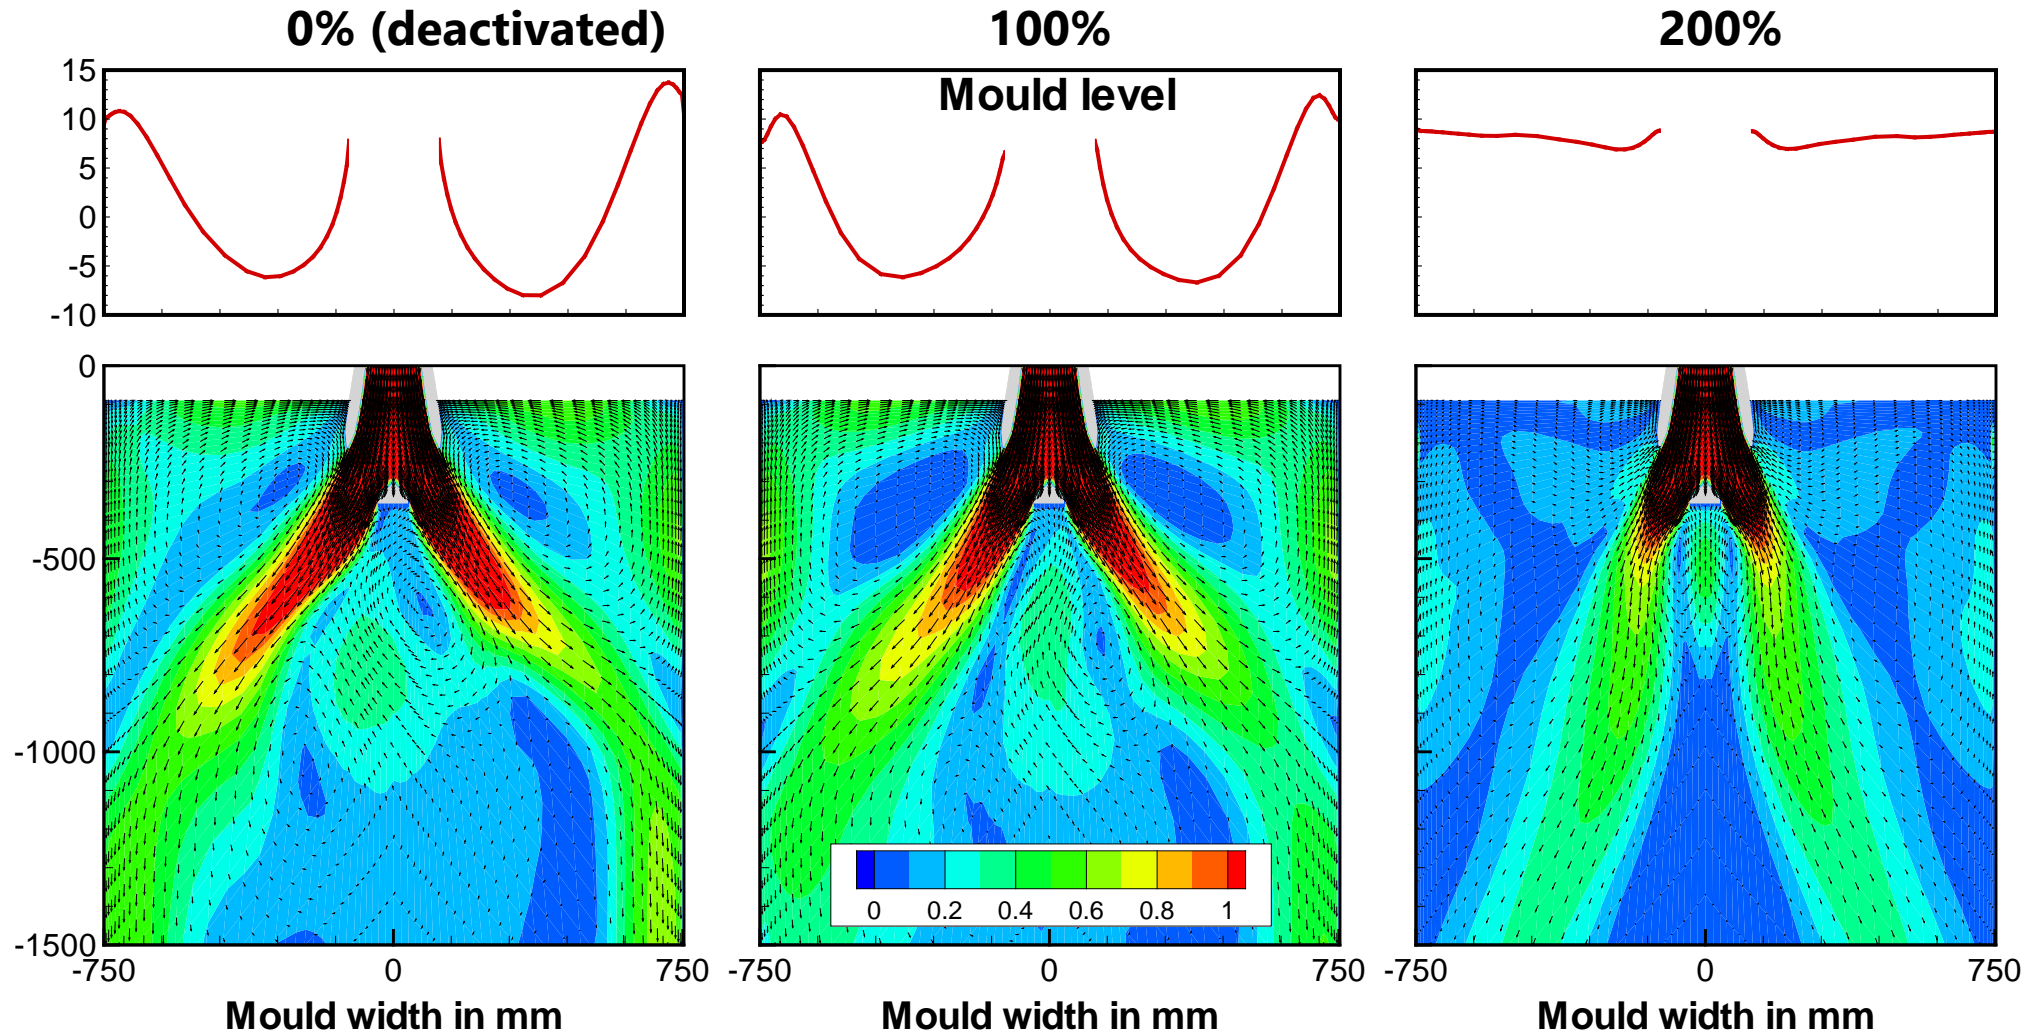 0% (deactivated) 100% 200%
Mould level
15
10
5
0
-5
-10
0
-500
-1000
-1500
0 0.2 0.4 0.6 0.8 1
-750 0 750 -750 0 750 -750 0 750
Mould width in mm Mould width in mm Mould width in mm